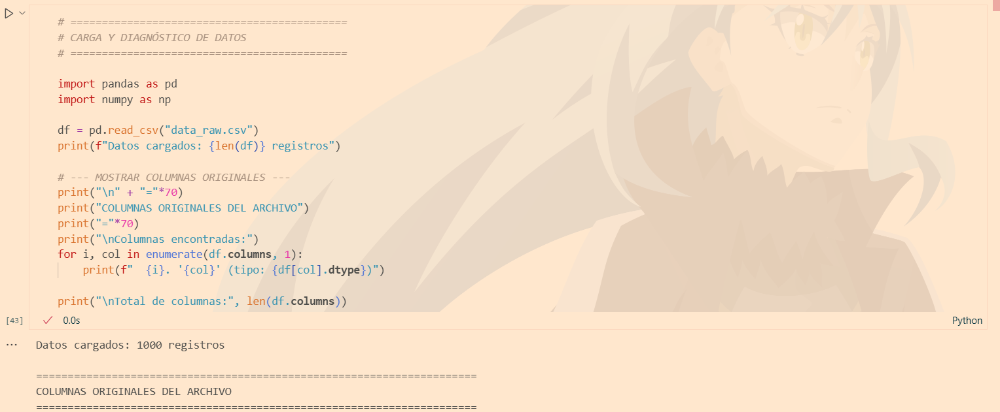 # ============================================
# CARGA Y DIAGNÓSTICO DE DATOS
# ============================================
import pandas as pd
import numpy as np
df = pd.read_csv("data_raw.csv")
print(f"Datos cargados: {len(df)} registros")
# --- MOSTRAR COLUMNAS ORIGINALES ---
print("\n" + "="*70)
print("COLUMNAS ORIGINALES DEL ARCHIVO")
print("="*70)
print("\nColumnas encontradas:")
for i, col in enumerate(df.columns, 1):
    print(f"  {i}. '{col}' (tipo: {df[col].dtype})")
print("\nTotal de columnas:", len(df.columns))
[43]
0.0s
Python
Datos cargados: 1000 registros
======================================================================
COLUMNAS ORIGINALES DEL ARCHIVO
======================================================================